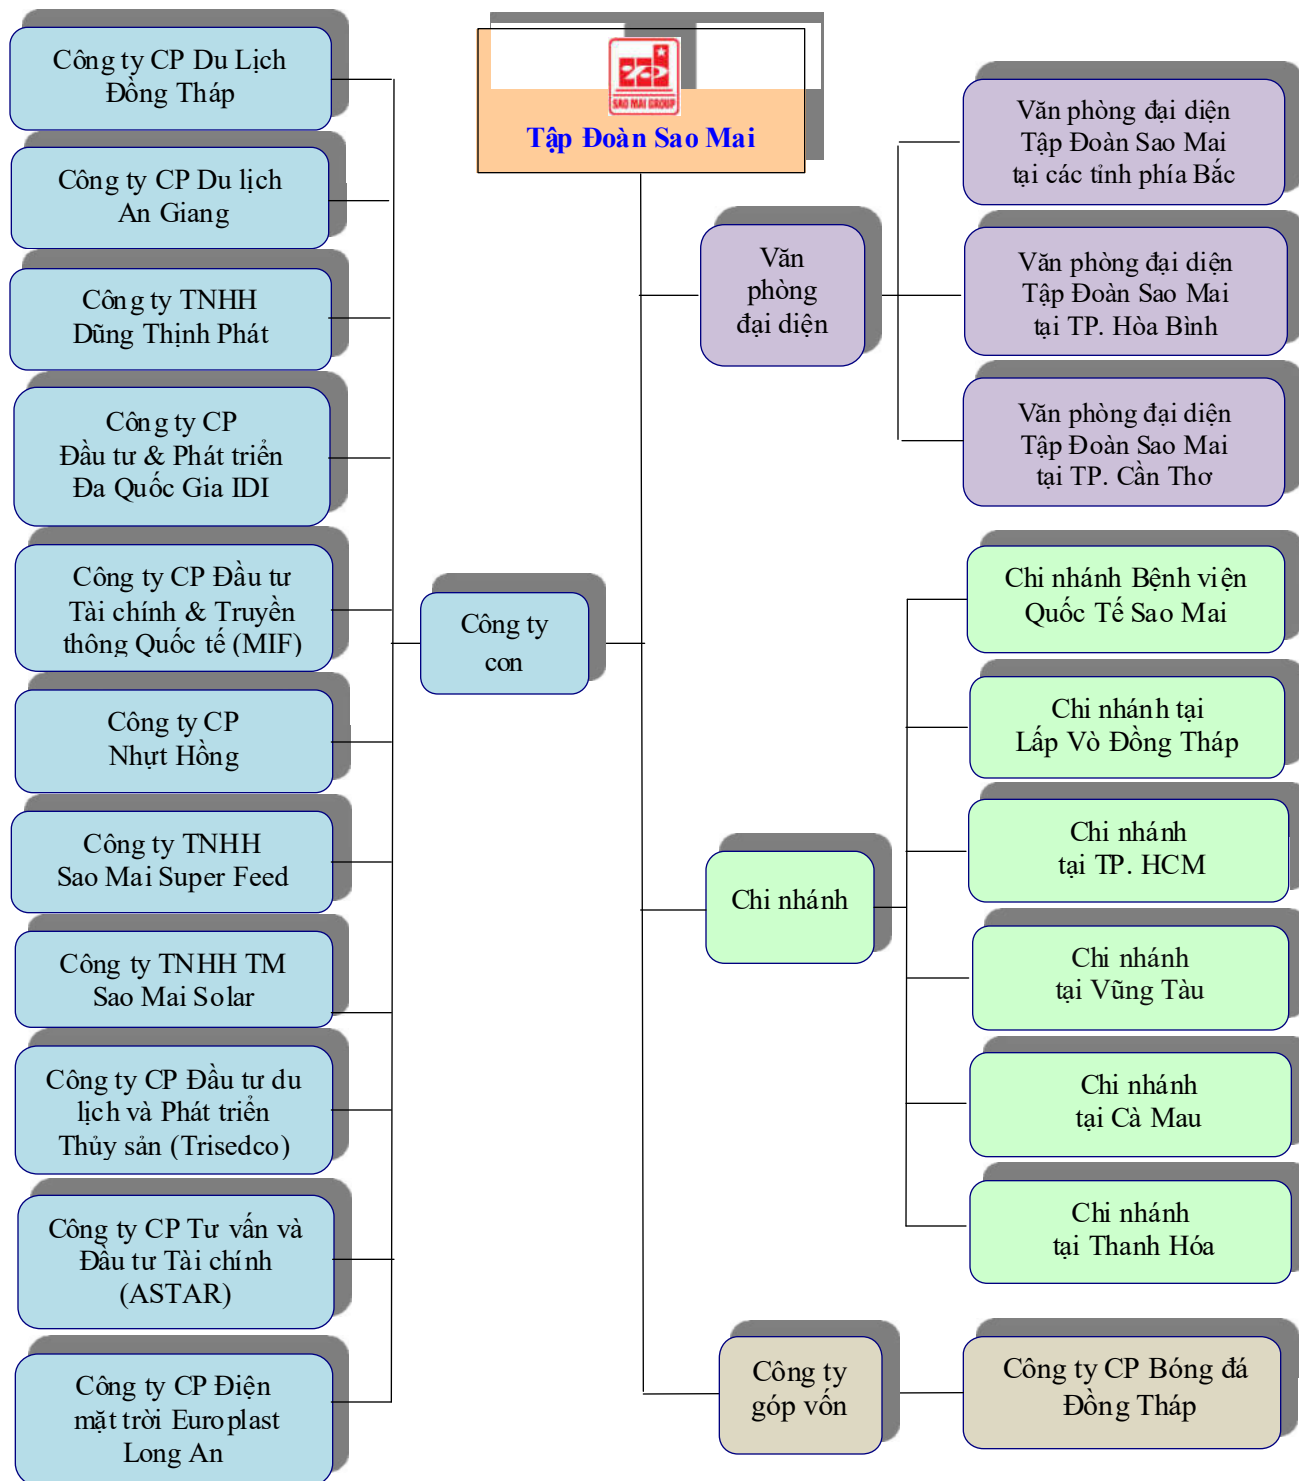 SAO MAI GROUP
Tập Đoàn Sao Mai
Công ty CP Du Lịch
Đồng Tháp
Công ty CP Du lịch
An Giang
Công ty TNHH
Dũng Thịnh Phát
Công ty CP
Đầu tư & Phát triển
Đa Quốc Gia IDI
Công ty CP Đầu tư
Tài chính & Truyền
thông Quốc tế (MIF)
Công ty CP
Nhựt Hồng
Công ty TNHH
Sao Mai Super Feed
Công ty TNHH TM
Sao Mai Solar
Công ty CP Đầu tư du
lịch và Phát triển
Thủy sản (Trisedco)
Công ty CP Tư vấn và
Đầu tư Tài chính
(ASTAR)
Công ty CP Điện
mặt trời Europlast
Long An
Công ty
con
Văn
phòng
đại diện
Văn phòng đại diện
Tập Đoàn Sao Mai
tại các tỉnh phía Bắc
Văn phòng đại diện
Tập Đoàn Sao Mai
tại TP. Hòa Bình
Văn phòng đại diện
Tập Đoàn Sao Mai
tại TP. Cần Thơ
Chi nhánh
Chi nhánh Bệnh viện
Quốc Tế Sao Mai
Chi nhánh tại
Lấp Vò Đồng Tháp
Chi nhánh
tại TP. HCM
Chi nhánh
tại Vũng Tàu
Chi nhánh
tại Cà Mau
Chi nhánh
tại Thanh Hóa
Công ty
góp vốn
Công ty CP Bóng đá
Đồng Tháp